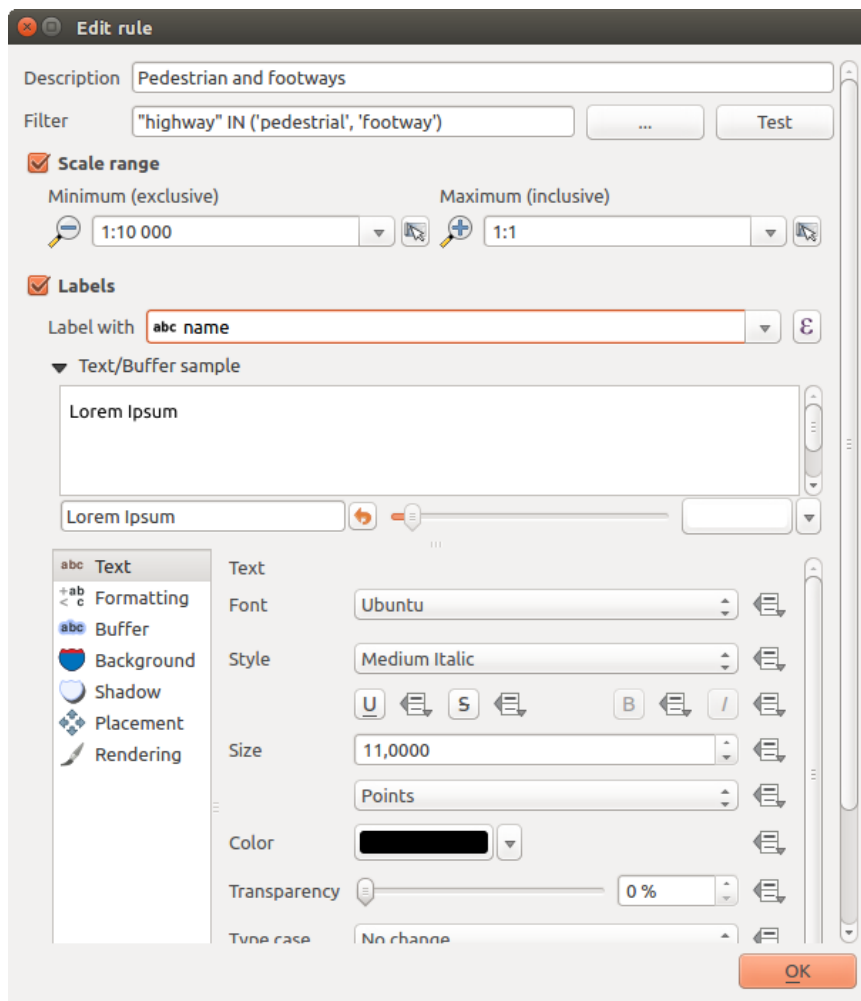 Edit rule
Description Pedestrian and footways
Filter "highway" IN ('pedestrial', 'footway') ... Test
Scale range
Minimum (exclusive) Maximum (inclusive)
1:10 000 1:1
Labels
Label with abc name ε
Text/Buffer sample
Lorem Ipsum
Lorem Ipsum
abc Text Text
+ab < c Formatting Font Ubuntu
abc Buffer
Background Style Medium Italic
Shadow U S B I
Placement
Rendering Size 11,0000
Points
Color
Transparency 0 %
Type case No change
OK